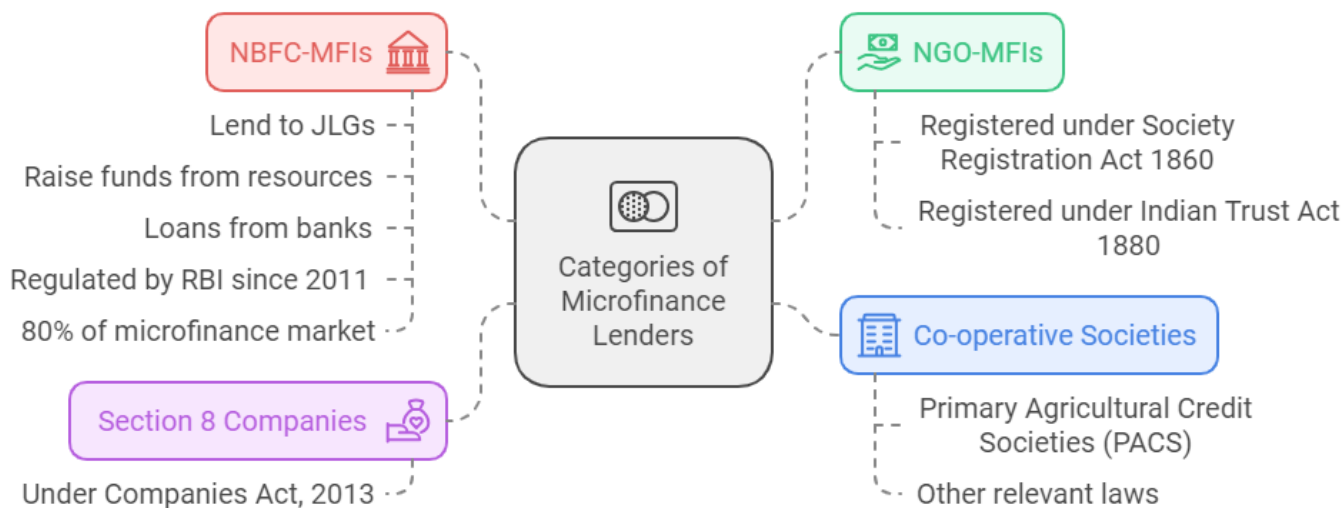 NBFC-MFIs
Lend to JLGs
Raise funds from resources
Loans from banks
Regulated by RBI since 2011
80% of microfinance market
Section 8 Companies
Under Companies Act, 2013
Categories of
Microfinance
Lenders
NGO-MFIs
Registered under Society
Registration Act 1860
Registered under Indian Trust Act
1880
Co-operative Societies
Primary Agricultural Credit
Societies (PACS)
Other relevant laws